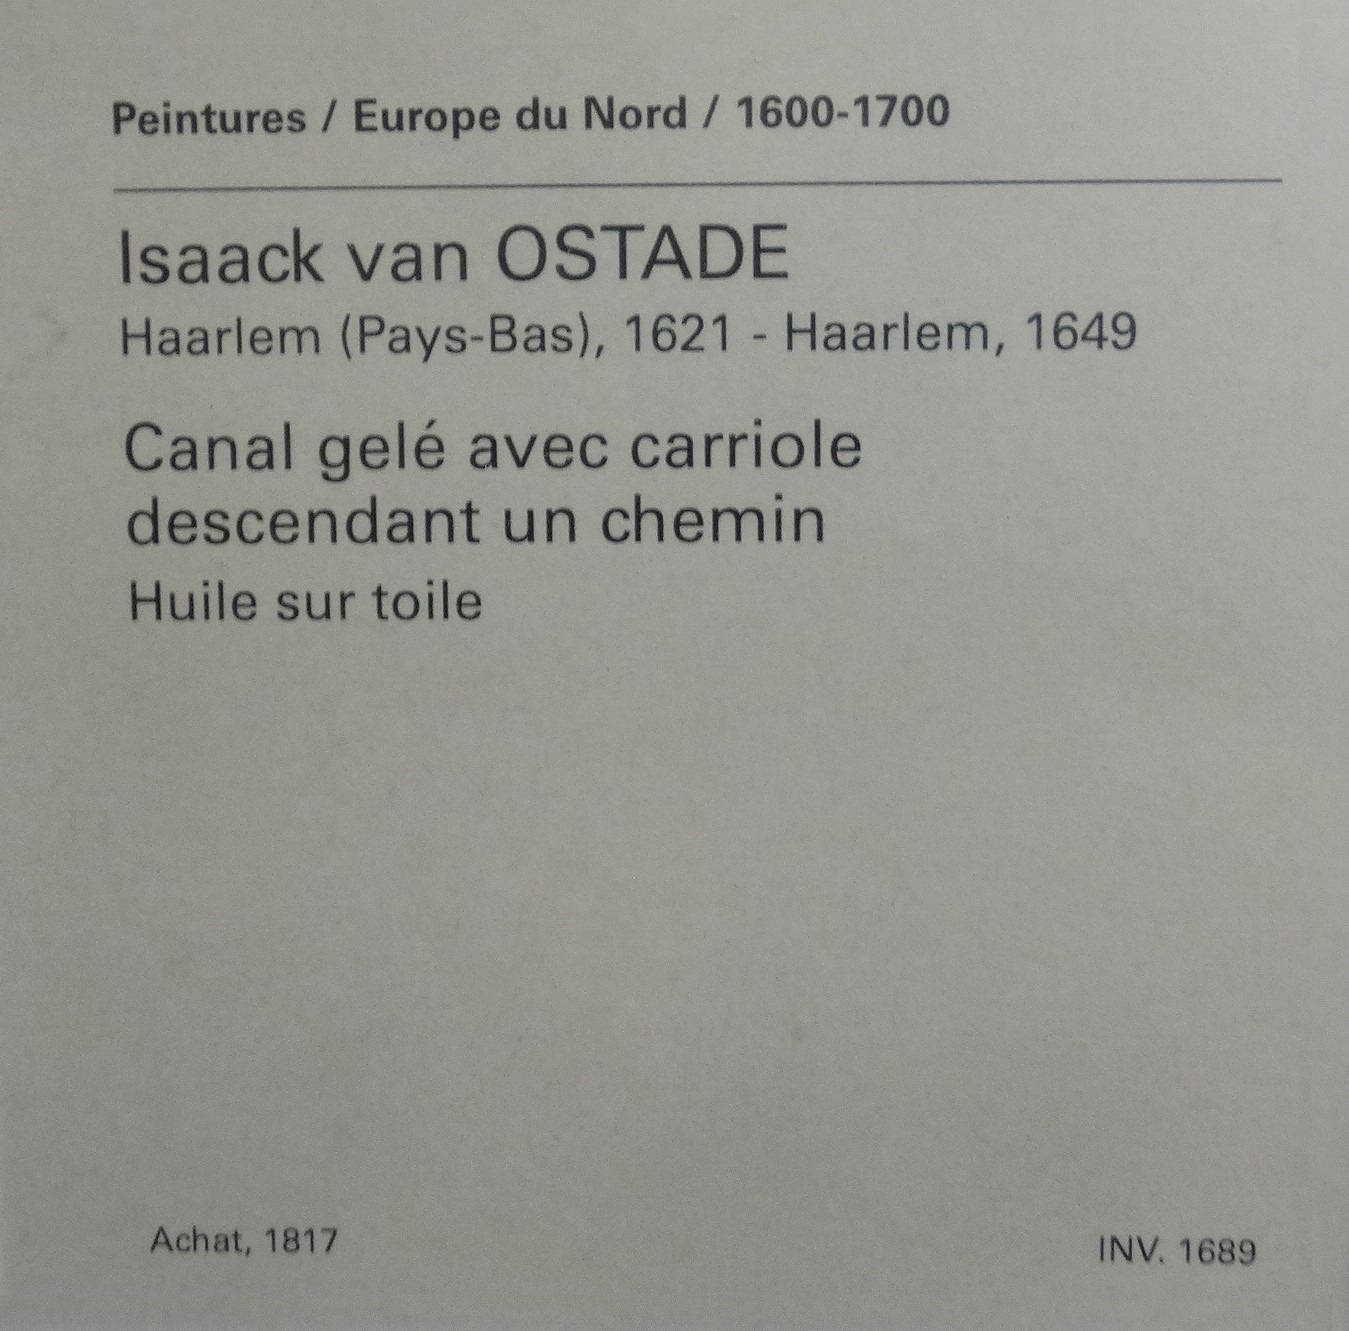 Peintures / Europe du Nord / 1600-1700
Isaack van OSTADE
Haarlem (Pays-Bas), 1621 - Haarlem, 1649
Canal gelé avec carriole
descendant un chemin
Huile sur toile
Achat, 1817
INV. 1689